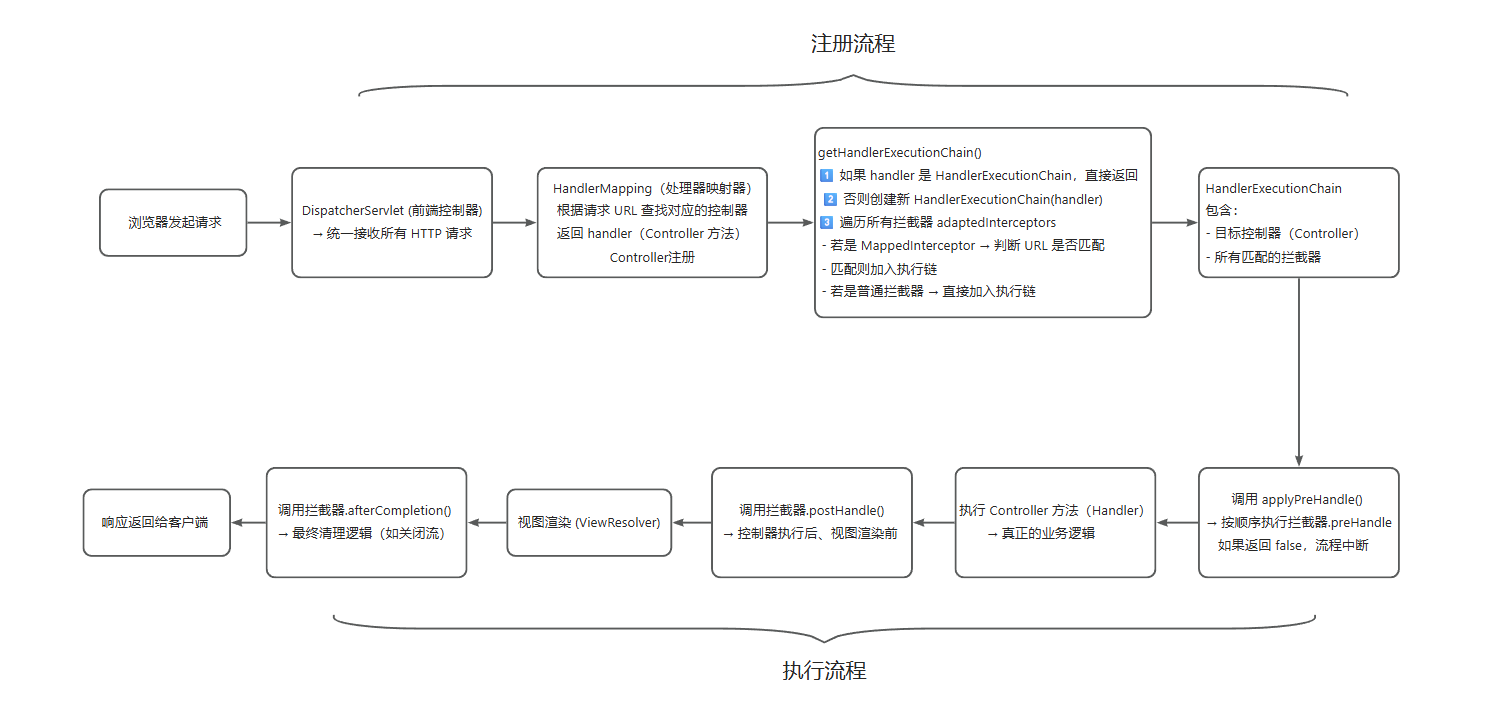 注册流程
浏览器发起请求
DispatcherServlet (前端控制器)
→ 统一接收所有 HTTP 请求
HandlerMapping（处理器映射器）
根据请求 URL 查找对应的控制器
返回 handler（Controller 方法）
Controller注册
getHandlerExecutionChain()
1️⃣ 如果 handler 是 HandlerExecutionChain，直接返回
2️⃣ 否则创建新 HandlerExecutionChain(handler)
3️⃣ 遍历所有拦截器 adaptedInterceptors
- 若是 MappedInterceptor → 判断 URL 是否匹配
- 匹配则加入执行链
- 若是普通拦截器 → 直接加入执行链
HandlerExecutionChain
包含：
- 目标控制器（Controller）
- 所有匹配的拦截器
调用 applyPreHandle()
→ 按顺序执行拦截器.preHandle
如果返回 false，流程中断
执行 Controller 方法（Handler）
→ 真正的业务逻辑
调用拦截器.postHandle()
→ 控制器执行后、视图渲染前
视图渲染 (ViewResolver)
调用拦截器.afterCompletion()
→ 最终清理逻辑（如关闭流）
响应返回给客户端
执行流程